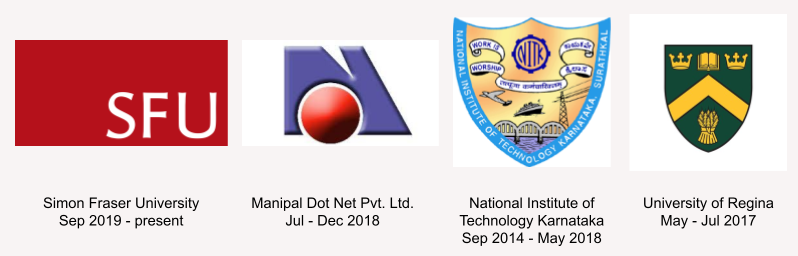 SFU
Simon Fraser University
Sep 2019 - present
Manipal Dot Net Pvt. Ltd.
Jul - Dec 2018
WORK IS
WORSHIP
NITK
NATIONAL INSTITUTE OF TECHNOLOGY KARNATAKA, SURATHKAL
National Institute of
Technology Karnataka
Sep 2014 - May 2018
University of Regina
May - Jul 2017